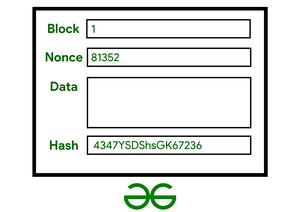 Block 1
Nonce 81352
Data
Hash 4347YSDShsGK67236